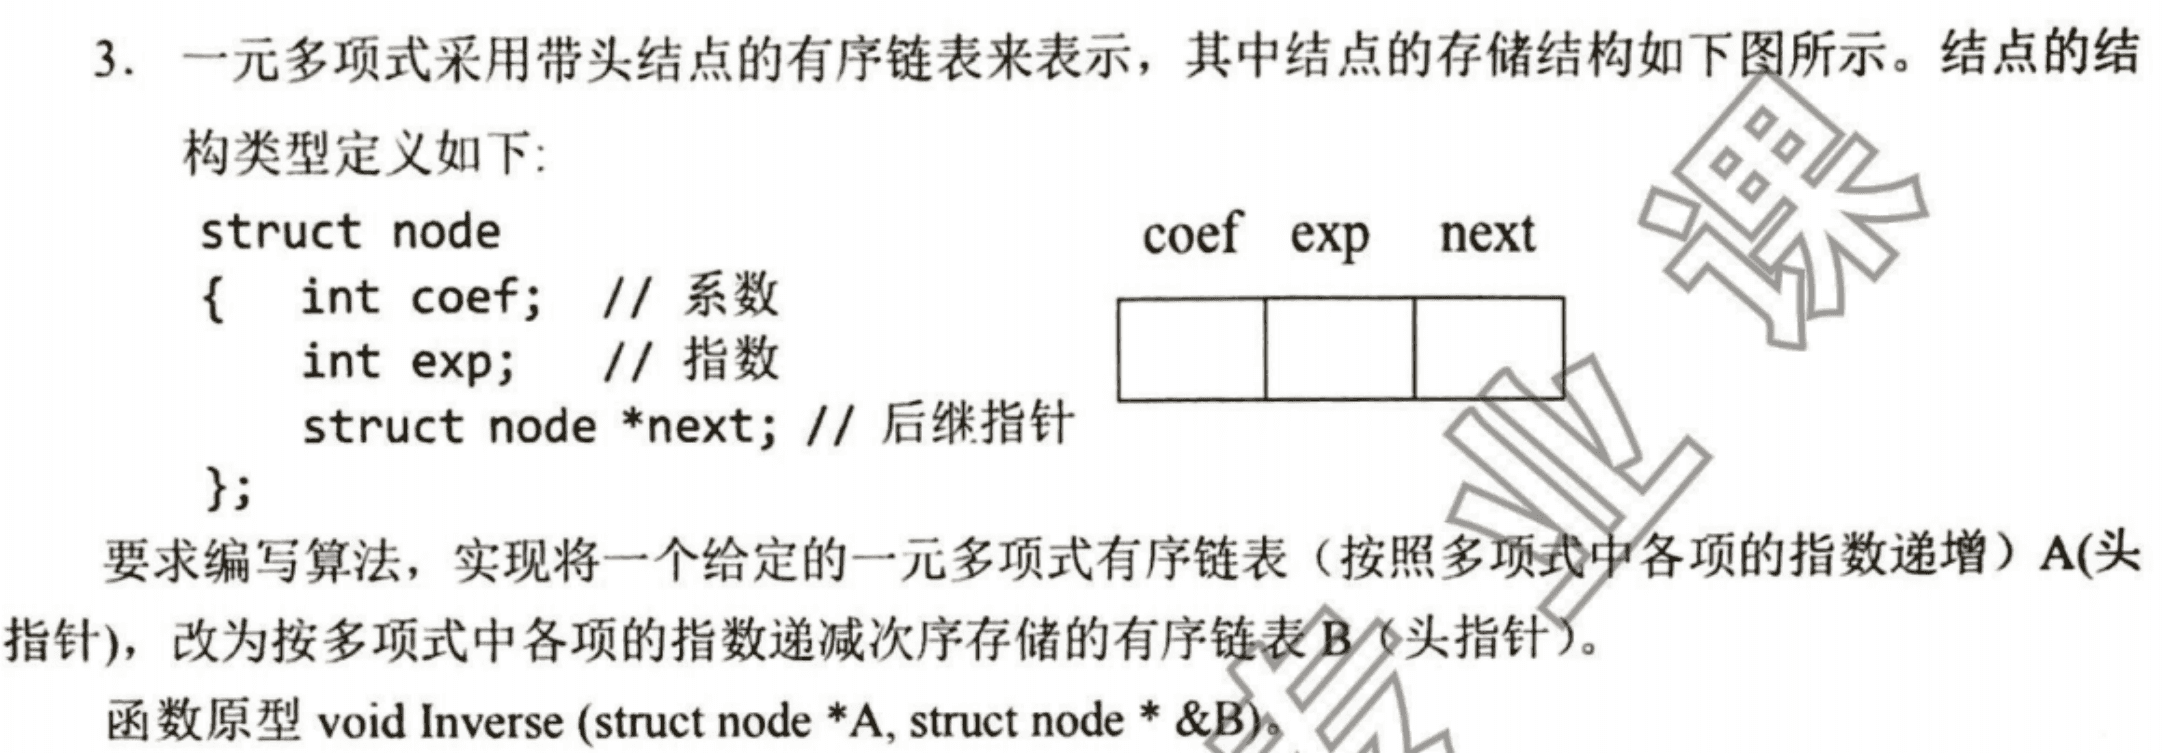 3. 一元多项式采用带头结点的有序链表来表示，其中结点的存储结构如下图所示。结点的结
构类型定义如下:
struct node
{ int coef; // 系数
int exp; // 指数
struct node *next; // 后继指针
};
coef exp next
要求编写算法，实现将一个给定的一元多项式有序链表（按照多项式中各项的指数递增）A(头
指针)，改为按多项式中各项的指数递减次序存储的有序链表 B（头指针）。
函数原型 void Inverse (struct node *A, struct node * &B)。
课
业